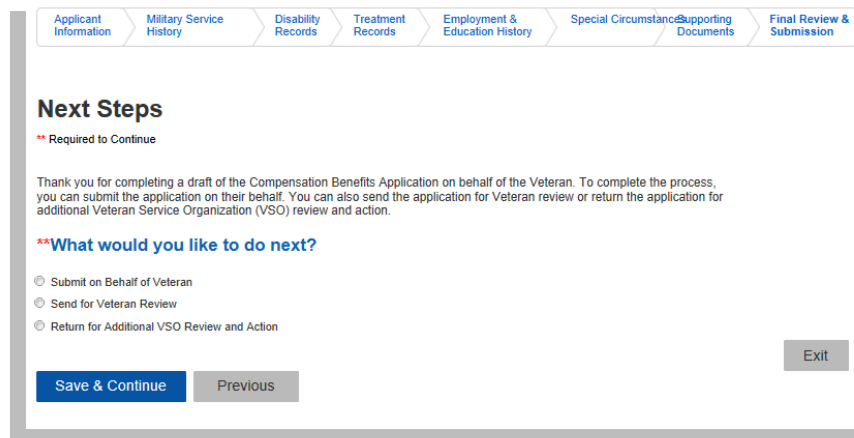 Applicant Information
Military Service History
Disability Records
Treatment Records
Employment & Education History
Special Circumstances
Supporting Documents
Final Review & Submission
Next Steps
** Required to Continue
Thank you for completing a draft of the Compensation Benefits Application on behalf of the Veteran. To complete the process,
you can submit the application on their behalf. You can also send the application for Veteran review or return the application for
additional Veteran Service Organization (VSO) review and action.
**What would you like to do next?
Submit on Behalf of Veteran
Send for Veteran Review
Return for Additional VSO Review and Action
Exit
Save & Continue
Previous